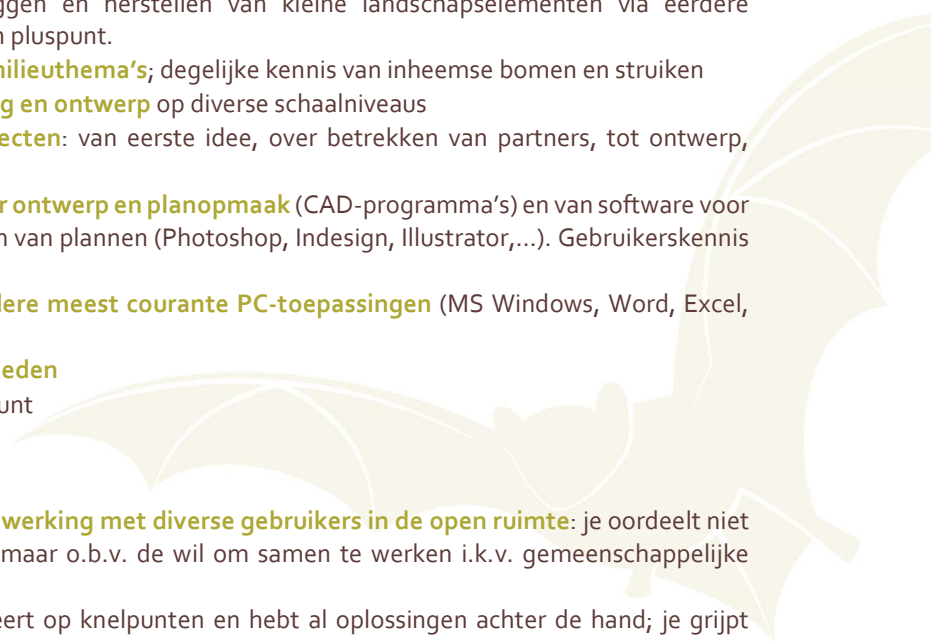 ggen en herstellen van kleine landschapselementen via eerdere
n pluspunt.
milieuthema's; degelijke kennis van inheemse bomen en struiken
g en ontwerp op diverse schaalniveaus
ecten: van eerste idee, over betrekken van partners, tot ontwerp,
r ontwerp en planopmaak (CAD-programma's) en van software voor
n van plannen (Photoshop, Indesign, Illustrator,...). Gebruikerskennis
dere meest courante PC-toepassingen (MS Windows, Word, Excel,
eden
unt
werking met diverse gebruikers in de open ruimte: je oordeelt niet
maar o.b.v. de wil om samen te werken i.k.v. gemeenschappelijke
eert op knelpunten en hebt al oplossingen achter de hand; je grijpt